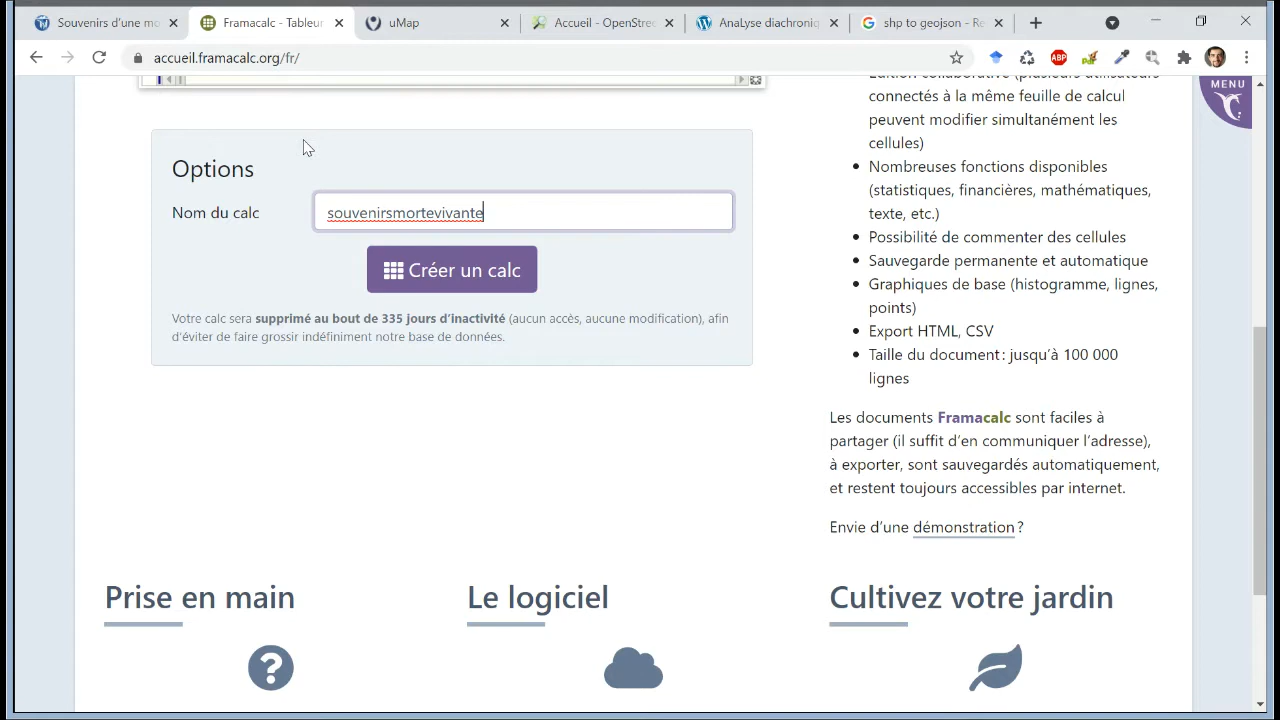 Souvenirs d'une mo
Framacalc - Tableur
uMap
Accueil - OpenStre
AnaLyse diachroniq
shp to geojson - Re
accueil.framacalc.org/fr/
ABP
MENU
Édition collaborative (plusieurs utilisateurs
connectés à la même feuille de calcul
peuvent modifier simultanément les
cellules)
Nombreuses fonctions disponibles
(statistiques, financières, mathématiques,
texte, etc.)
Possibilité de commenter des cellules
Sauvegarde permanente et automatique
Graphiques de base (histogramme, lignes,
points)
Export HTML, CSV
Taille du document : jusqu'à 100 000
lignes
Les documents Framacalc sont faciles à
partager (il suffit d'en communiquer l'adresse),
à exporter, sont sauvegardés automatiquement,
et restent toujours accessibles par internet.
Envie d'une démonstration ?
Options
Nom du calc
souvenirsmortevivante
Créer un calc
Votre calc sera supprimé au bout de 335 jours d'inactivité (aucun accès, aucune modification), afin
d'éviter de faire grossir indéfiniment notre base de données.
Prise en main
Le logiciel
Cultivez votre jardin